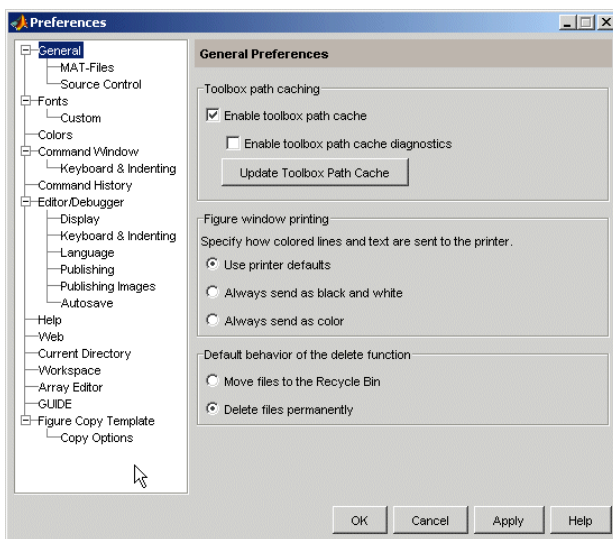 Preferences
General
MAT-Files
Source Control
Fonts
Custom
Colors
Command Window
Keyboard & Indenting
Command History
Editor/Debugger
Display
Keyboard & Indenting
Language
Publishing
Publishing Images
Autosave
Help
Web
Current Directory
Workspace
Array Editor
GUIDE
Figure Copy Template
Copy Options
General Preferences
Toolbox path caching
Enable toolbox path cache
Enable toolbox path cache diagnostics
Update Toolbox Path Cache
Figure window printing
Specify how colored lines and text are sent to the printer.
Use printer defaults
Always send as black and white
Always send as color
Default behavior of the delete function
Move files to the Recycle Bin
Delete files permanently
OK Cancel Apply Help